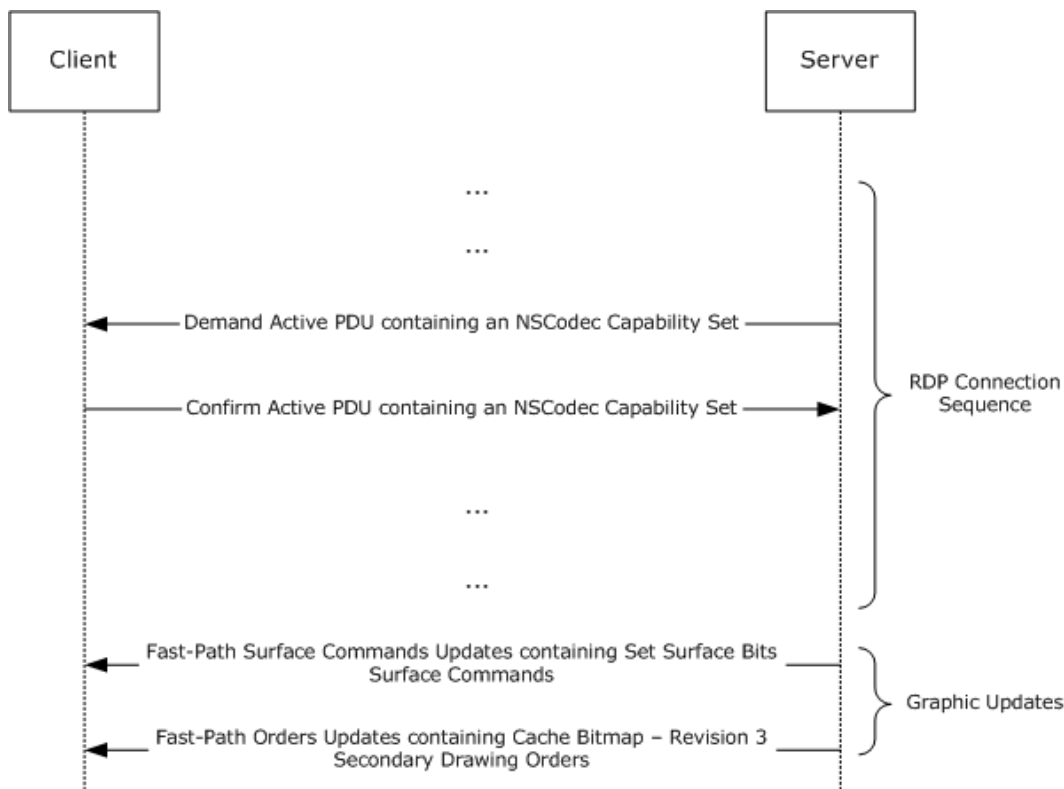 Client
Server
...
...
Demand Active PDU containing an NSCodec Capability Set
Confirm Active PDU containing an NSCodec Capability Set
RDP Connection
Sequence
...
...
Fast-Path Surface Commands Updates containing Set Surface Bits
Surface Commands
Graphic Updates
Fast-Path Orders Updates containing Cache Bitmap – Revision 3
Secondary Drawing Orders